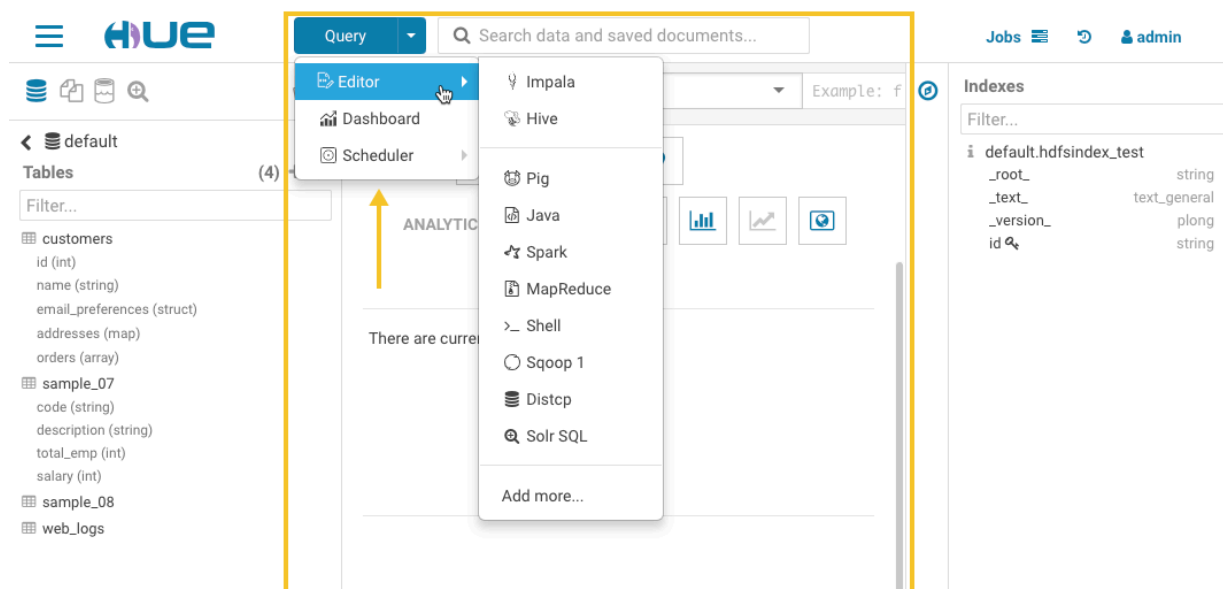 HUE
Query
Search data and saved documents...
Jobs
admin
Editor
Dashboard
Scheduler
Impala
Hive
Pig
Java
Spark
MapReduce
>_ Shell
Sqoop 1
Distcp
Solr SQL
Add more...
Example: f
default
Tables (4)
Filter...
customers
id (int)
name (string)
email_preferences (struct)
addresses (map)
orders (array)
sample_07
code (string)
description (string)
total_emp (int)
salary (int)
sample_08
web_logs
ANALYTIC
There are curre
Indexes
Filter...
default.hdfsindex_test
_root_ string
_text_ text_general
_version_ plong
id string